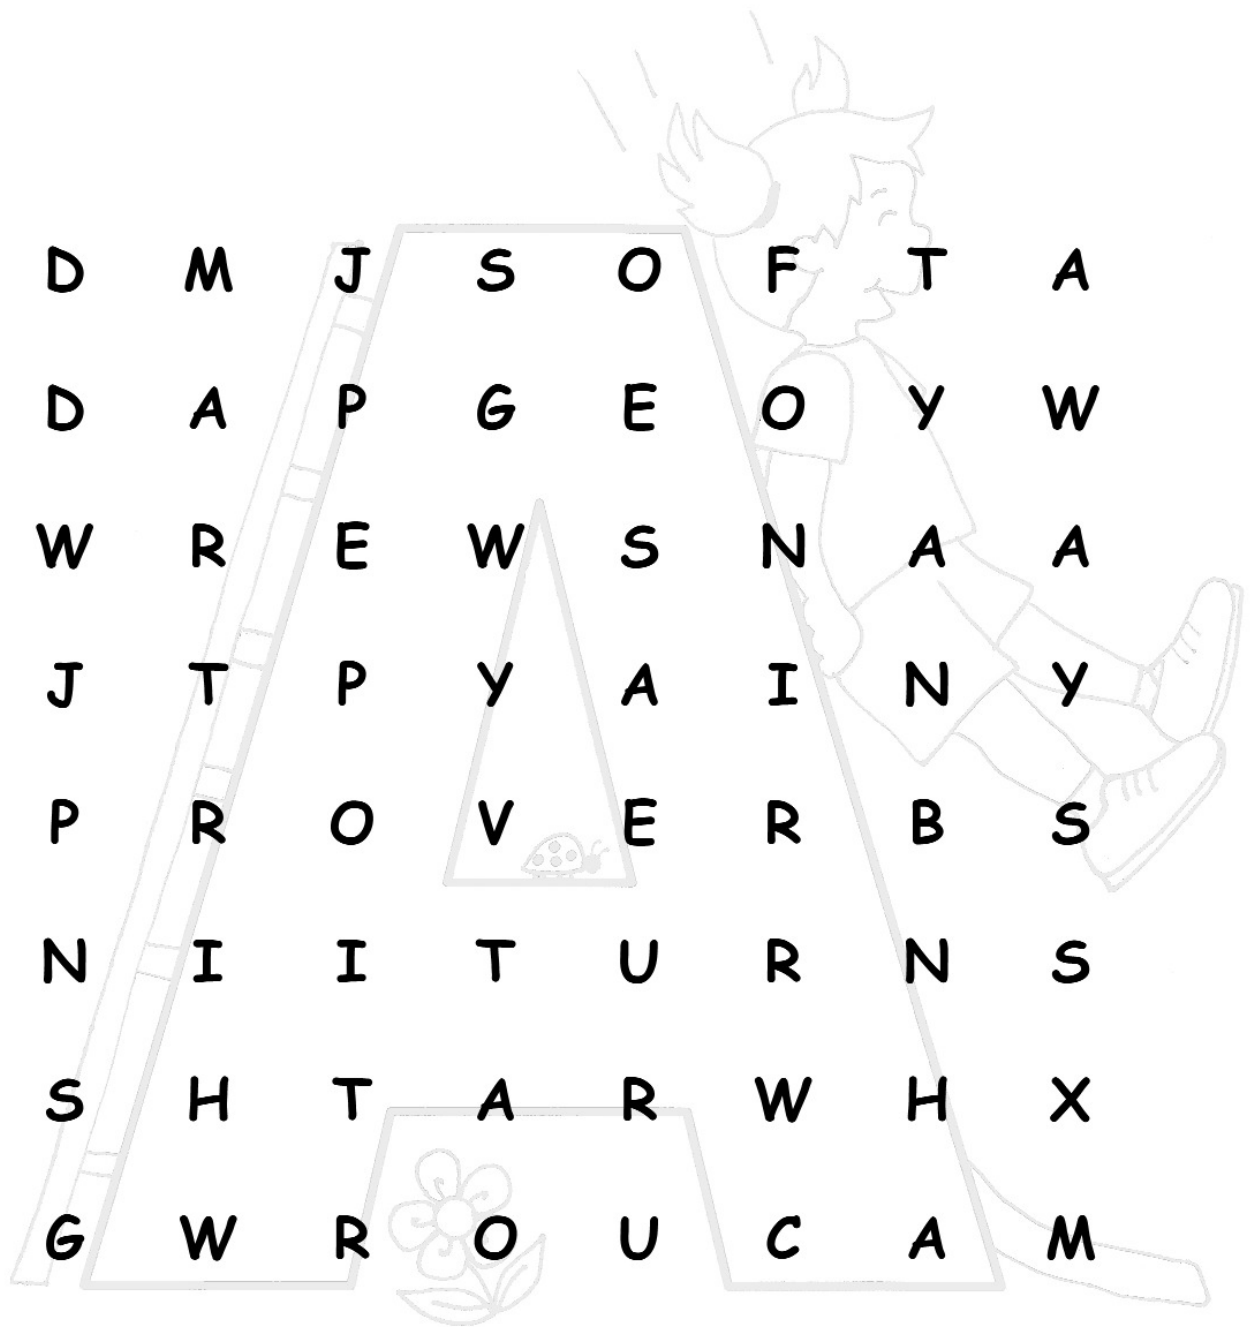 D M J S O F T A
D A P G E O Y W
W R E W S N A A
J T P Y A I N Y
P R O V E R B S
N I I T U R N S
S H T A R W H X
G W R O U C A M